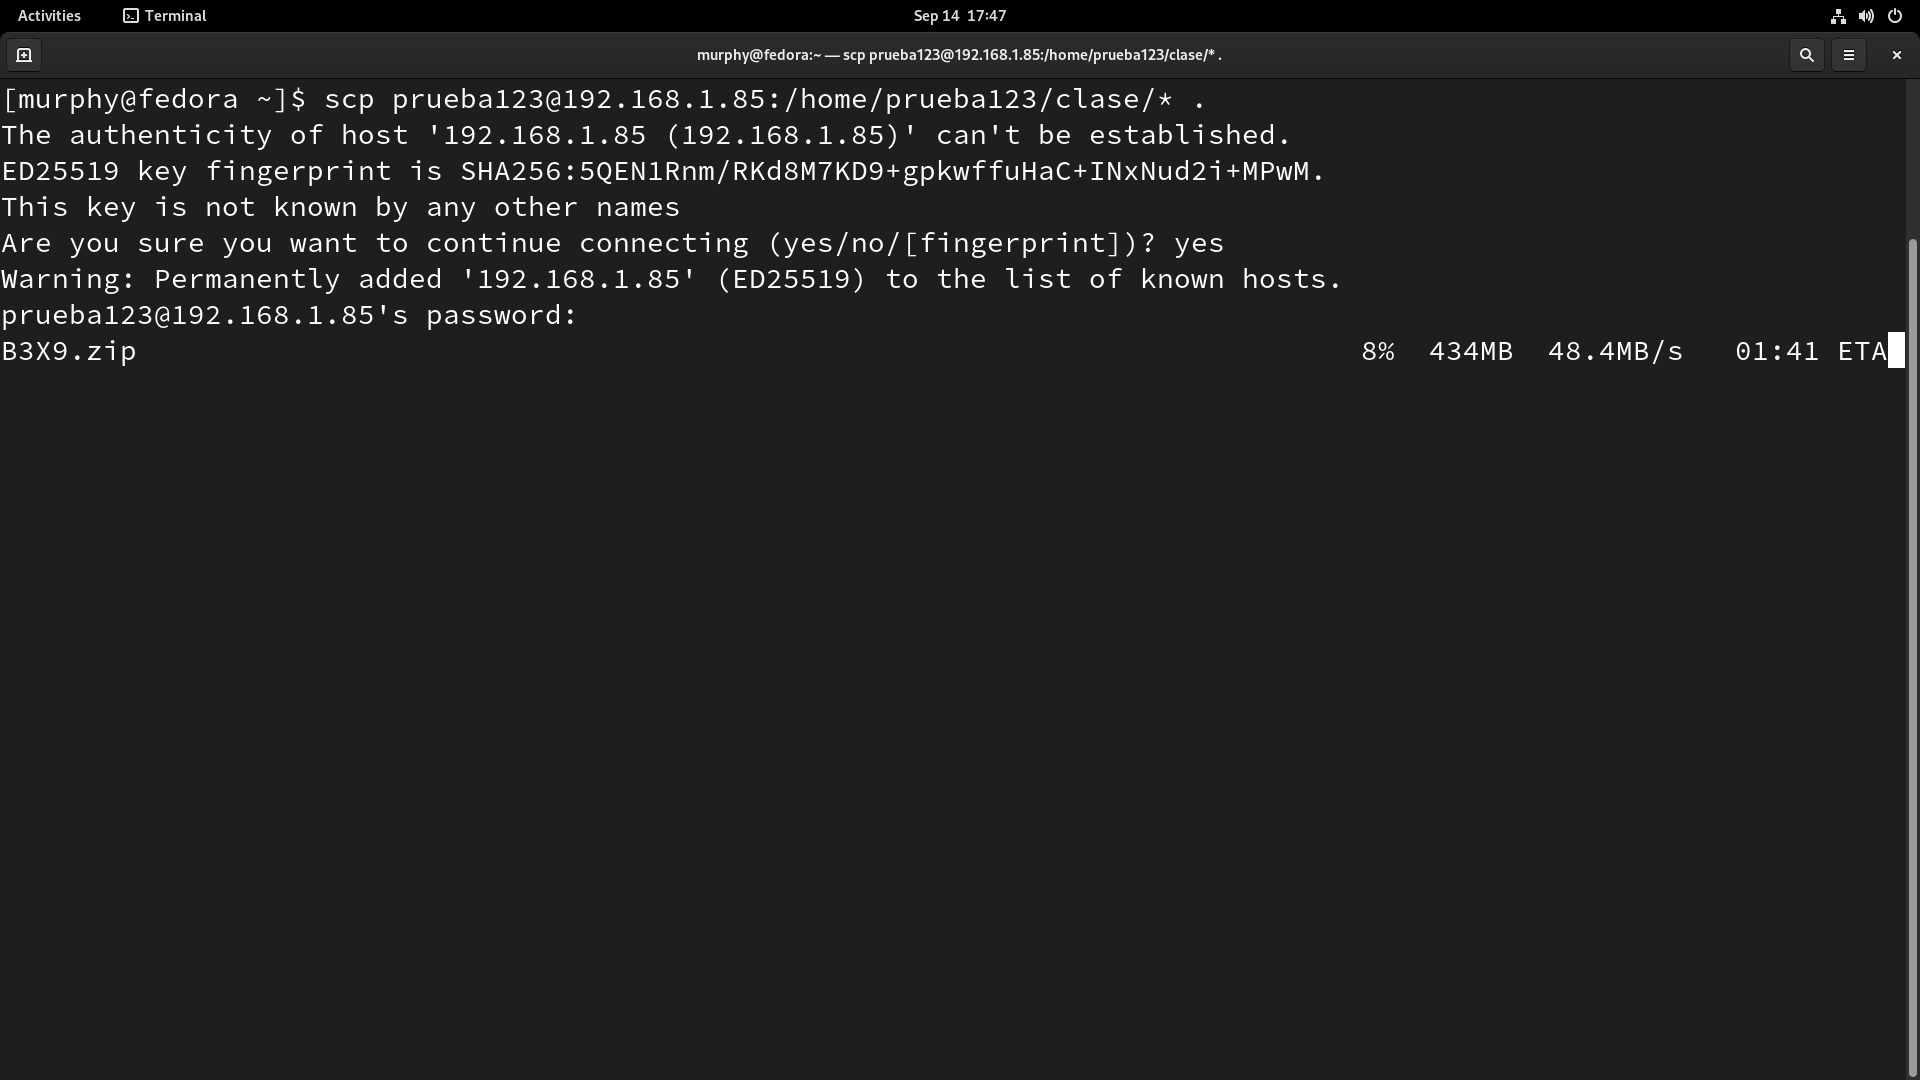 Activities Terminal Sep 14 17:47
murphy@fedora:~ — scp prueba123@192.168.1.85:/home/prueba123/clase/* .
[murphy@fedora ~]$ scp prueba123@192.168.1.85:/home/prueba123/clase/* .
The authenticity of host '192.168.1.85 (192.168.1.85)' can't be established.
ED25519 key fingerprint is SHA256:5QEN1Rnm/RKd8M7KD9+gpkwffuHaC+INxNud2i+MPwM.
This key is not known by any other names
Are you sure you want to continue connecting (yes/no/[fingerprint])? yes
Warning: Permanently added '192.168.1.85' (ED25519) to the list of known hosts.
prueba123@192.168.1.85's password:
B3X9.zip 8% 434MB 48.4MB/s 01:41 ETA